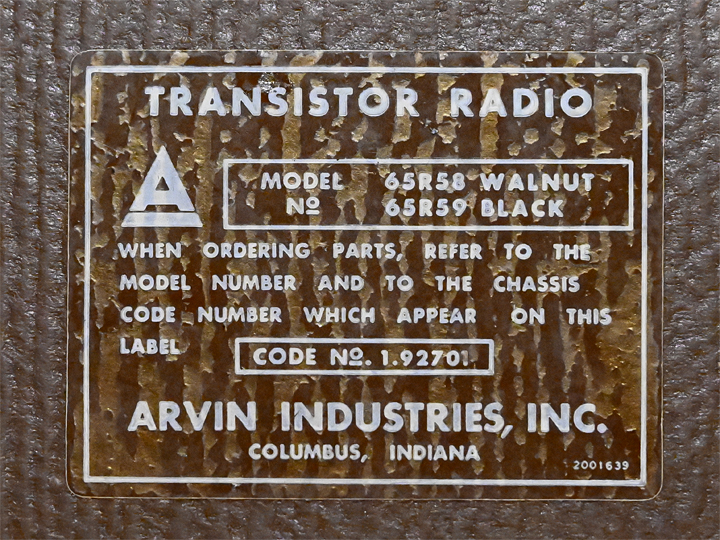 TRANSISTOR RADIO
A
MODEL 65R58 WALNUT
Nº 65R59 BLACK
WHEN ORDERING PARTS, REFER TO THE
MODEL NUMBER AND TO THE CHASSIS
CODE NUMBER WHICH APPEAR ON THIS
LABEL
CODE Nº. 1.92701
ARVIN INDUSTRIES, INC.
COLUMBUS, INDIANA
2001639